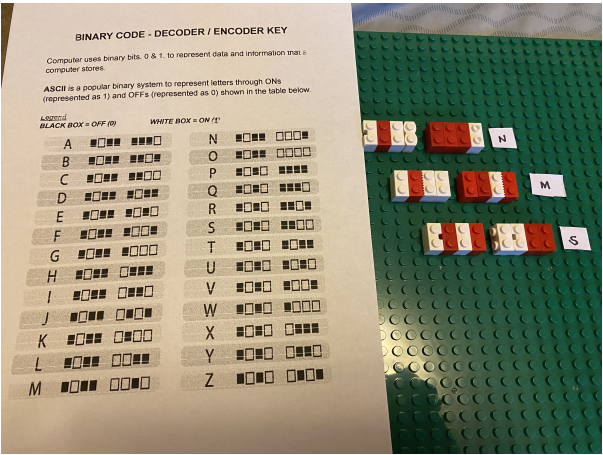 BINARY CODE - DECODER / ENCODER KEY
Computer uses binary bits, 0 & 1. to represent data and information that a
computer stores.
ASCII is a popular binary system to represent letters through ONs
(represented as 1) and OFFs (represented as 0) shown in the table below.
Legend
BLACK BOX = OFF (0) WHITE BOX = ON '1'
A
B
C
D
E
F
G
H
I
J
K
L
M
N
O
P
Q
R
S
T
U
V
W
X
Y
Z
N
M
S